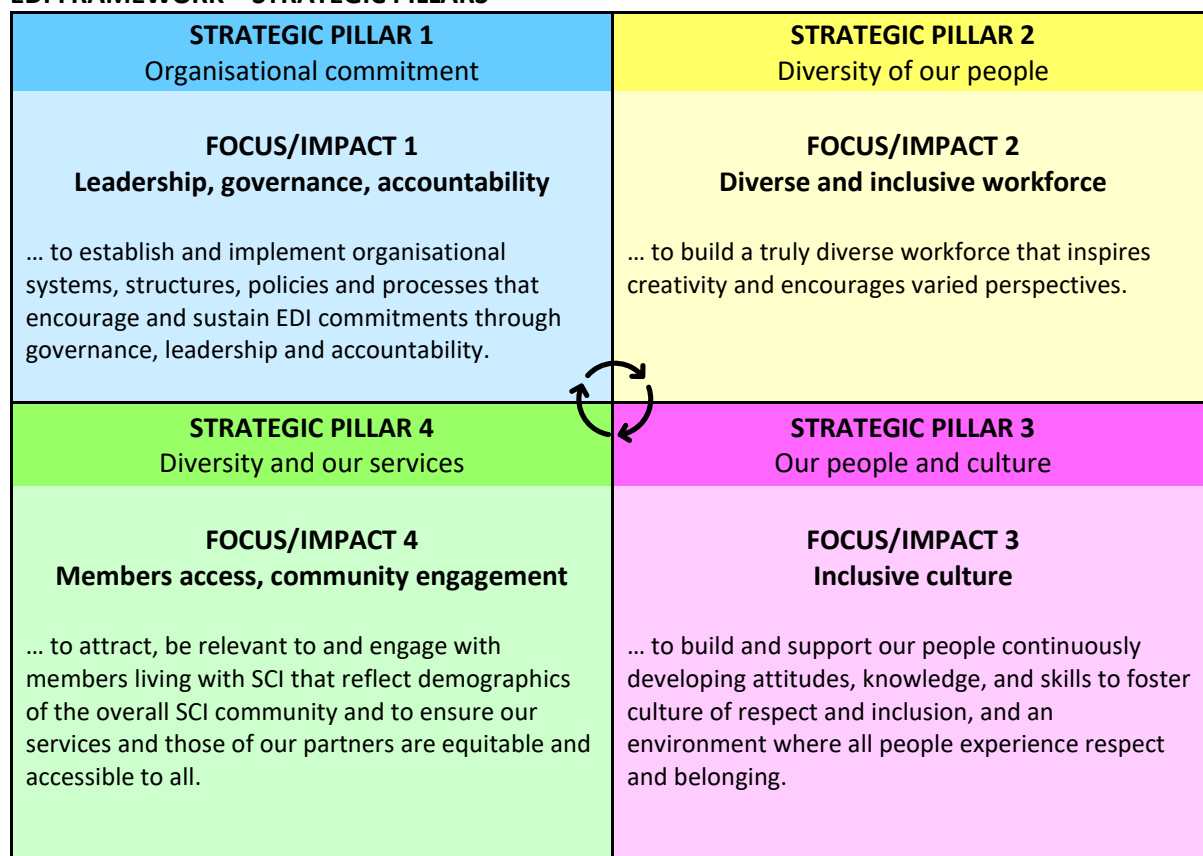 EDI FRAMEWORK – STRATEGIC PILLARS
STRATEGIC PILLAR 1
Organisational commitment
FOCUS/IMPACT 1
Leadership, governance, accountability
… to establish and implement organisational
systems, structures, policies and processes that
encourage and sustain EDI commitments through
governance, leadership and accountability.
STRATEGIC PILLAR 2
Diversity of our people
FOCUS/IMPACT 2
Diverse and inclusive workforce
… to build a truly diverse workforce that inspires
creativity and encourages varied perspectives.
STRATEGIC PILLAR 4
Diversity and our services
FOCUS/IMPACT 4
Members access, community engagement
… to attract, be relevant to and engage with
members living with SCI that reflect demographics
of the overall SCI community and to ensure our
services and those of our partners are equitable and
accessible to all.
STRATEGIC PILLAR 3
Our people and culture
FOCUS/IMPACT 3
Inclusive culture
… to build and support our people continuously
developing attitudes, knowledge, and skills to foster
culture of respect and inclusion, and an
environment where all people experience respect
and belonging.